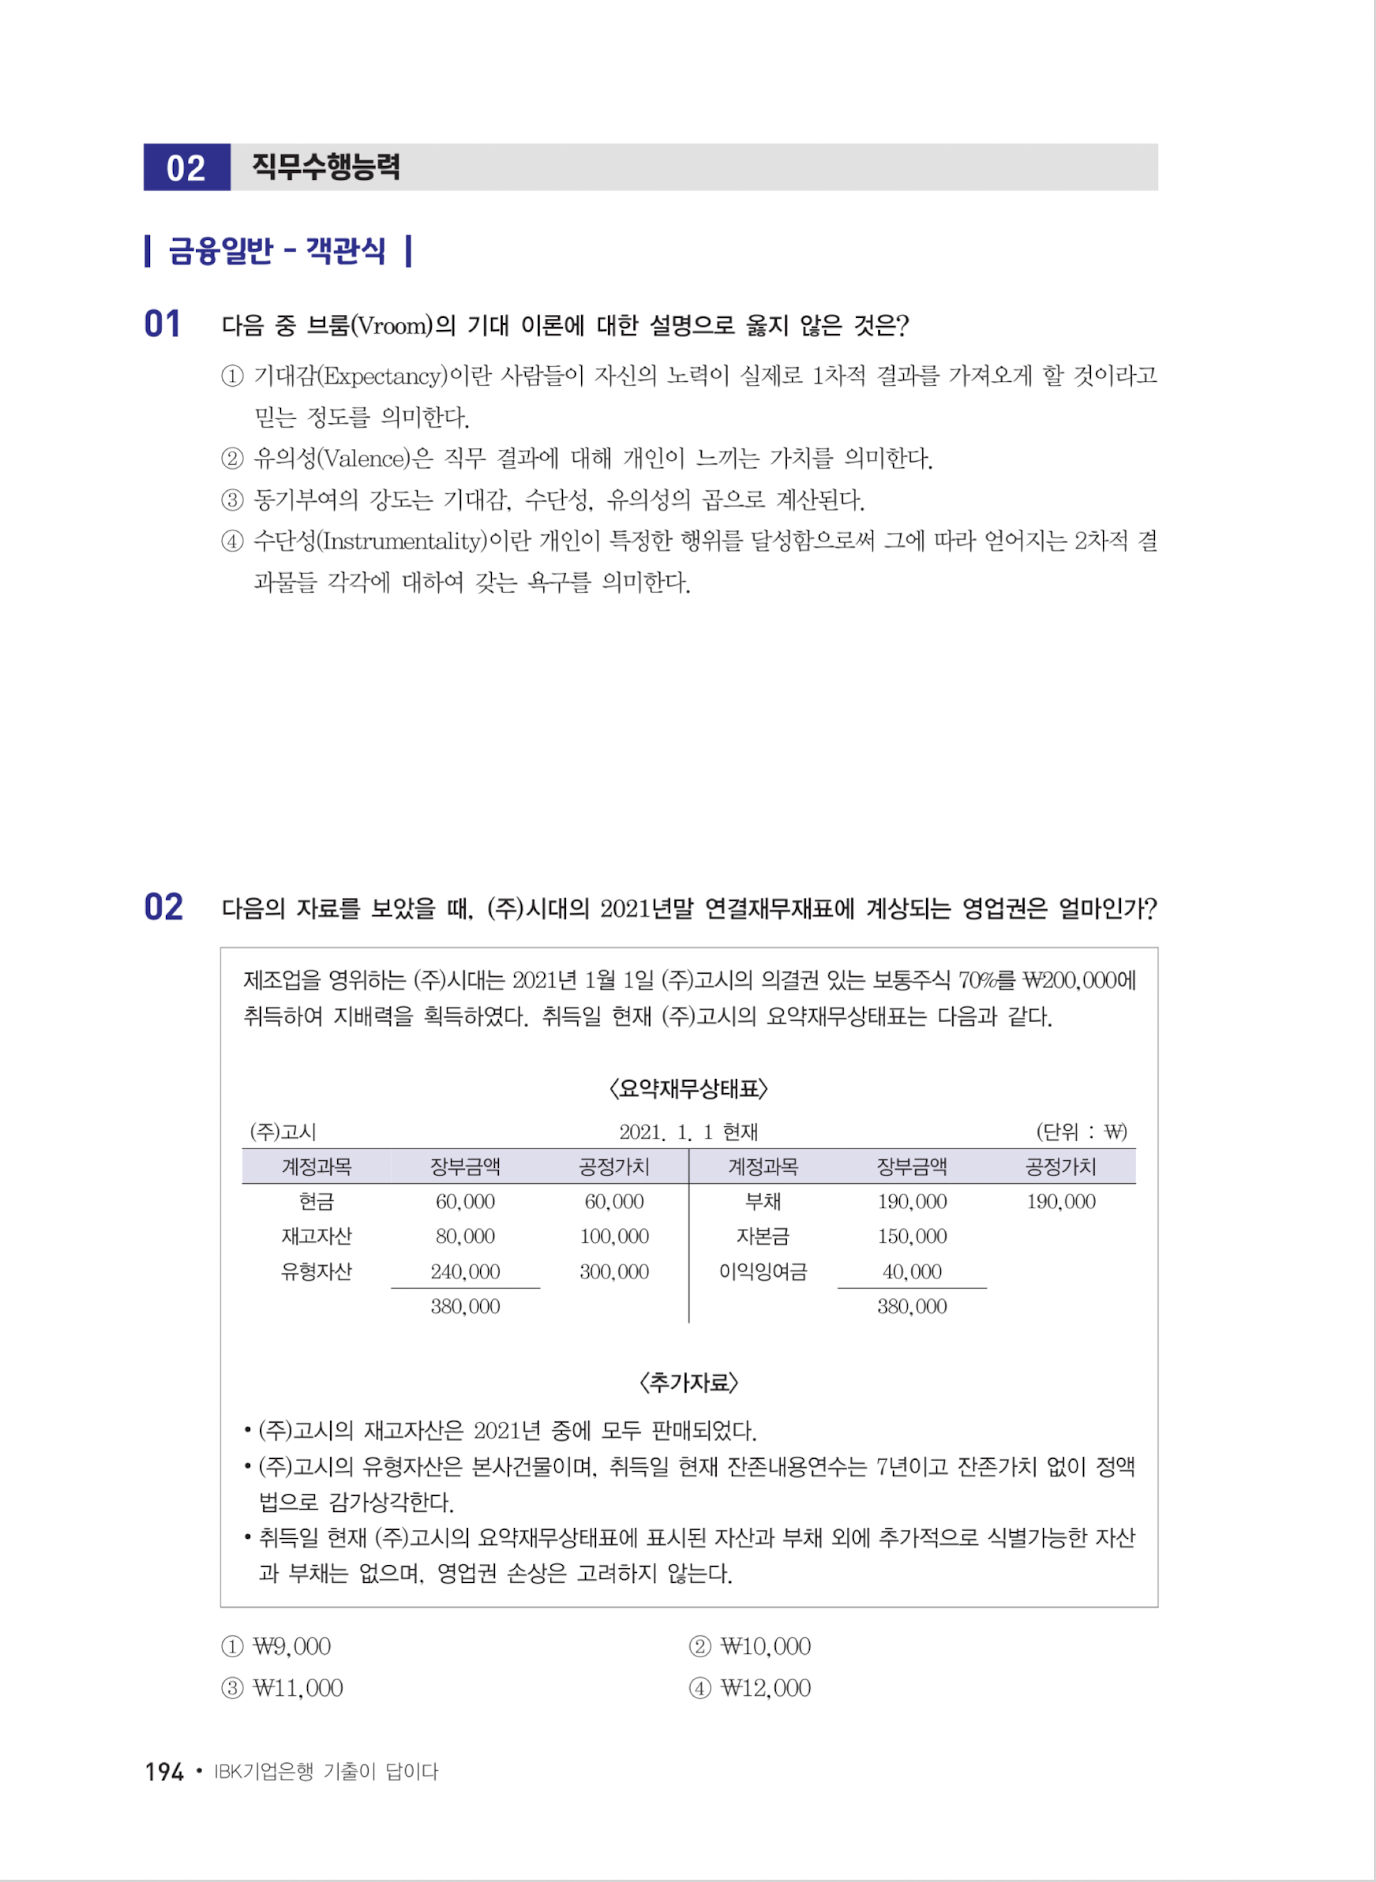 02 직무수행능력
금융일반 - 객관식
01 다음 중 브룸(Vroom)의 기대 이론에 대한 설명으로 옳지 않은 것은?
① 기대감(Expectancy)이란 사람들이 자신의 노력이 실제로 1차적 결과를 가져오게 할 것이라고
믿는 정도를 의미한다.
② 유의성(Valence)은 직무 결과에 대해 개인이 느끼는 가치를 의미한다.
③ 동기부여의 강도는 기대감, 수단성, 유의성의 곱으로 계산된다.
④ 수단성(Instrumentality)이란 개인이 특정한 행위를 달성함으로써 그에 따라 얻어지는 2차적 결
과물들 각각에 대하여 갖는 욕구를 의미한다.
02 다음의 자료를 보았을 때, (주)시대의 2021년말 연결재무재표에 계상되는 영업권은 얼마인가?
제조업을 영위하는 (주)시대는 2021년 1월 1일 (주)고시의 의결권 있는 보통주식 70%를 ₩200,000에
취득하여 지배력을 획득하였다. 취득일 현재 (주)고시의 요약재무상태표는 다음과 같다.
〈요약재무상태표〉
(주)고시 2021. 1. 1 현재 (단위 : ₩)
계정과목 장부금액 공정가치 계정과목 장부금액 공정가치
현금 60,000 60,000 부채 190,000 190,000
재고자산 80,000 100,000 자본금 150,000
유형자산 240,000 300,000 이익잉여금 40,000
380,000 380,000
〈추가자료〉
• (주)고시의 재고자산은 2021년 중에 모두 판매되었다.
• (주)고시의 유형자산은 본사건물이며, 취득일 현재 잔존내용연수는 7년이고 잔존가치 없이 정액
법으로 감가상각한다.
• 취득일 현재 (주)고시의 요약재무상태표에 표시된 자산과 부채 외에 추가적으로 식별가능한 자산
과 부채는 없으며, 영업권 손상은 고려하지 않는다.
① ₩9,000 ② ₩10,000
③ ₩11,000 ④ ₩12,000
194 • IBK기업은행 기출이 답이다